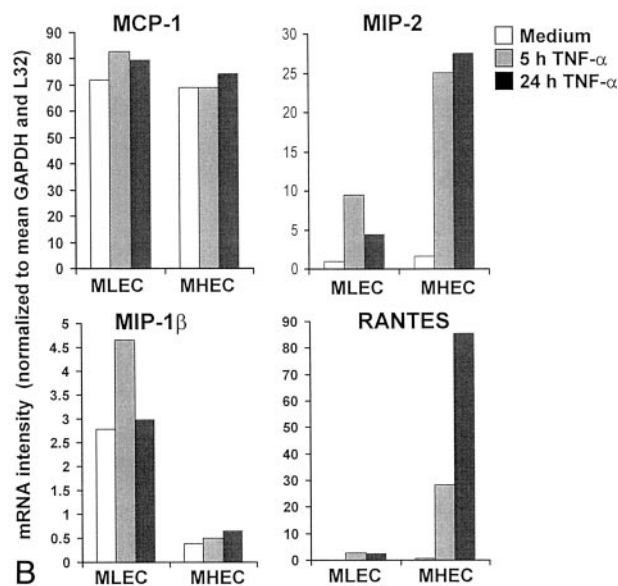 MCP-1
MIP-2
Medium
5 h TNF-α
24 h TNF-α
mRNA intensity (normalized to mean GAPDH and L32)
90
80
70
60
50
40
30
20
10
0
MLEC MHEC
30
25
20
15
10
5
0
MLEC MHEC
MIP-1β
RANTES
5
4.5
4
3.5
3
2.5
2
1.5
1
0.5
0
MLEC MHEC
90
80
70
60
50
40
30
20
10
0
MLEC MHEC
B